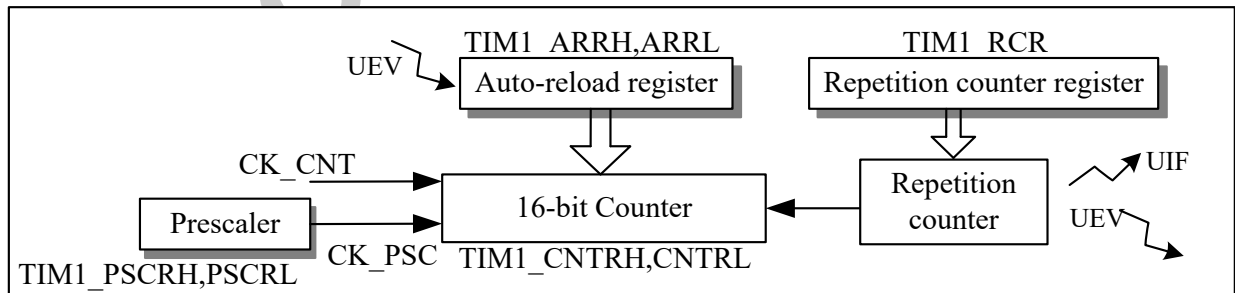 TIM1_ARRH,ARRL
TIM1_RCR
UEV
Auto-reload register
Repetition counter register
CK_CNT
UIF
Repetition
counter
16-bit Counter
Prescaler
UEV
CK_PSC
TIM1_CNTRH,CNTRL
TIM1_PSCRH,PSCRL